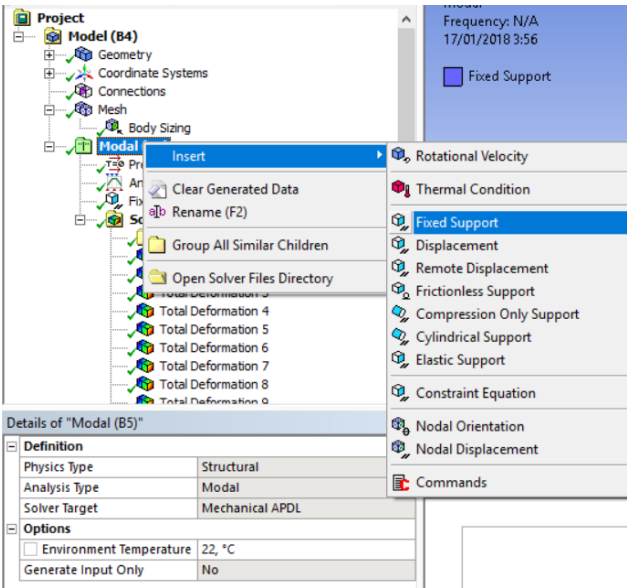 Project
Model (B4)
Geometry
Coordinate Systems
Connections
Mesh
Body Sizing
Modal
Total Deformation 4
Total Deformation 5
Total Deformation 6
Total Deformation 7
Total Deformation 8
Total Deformation 9
Insert
Clear Generated Data
Rename (F2)
Group All Similar Children
Open Solver Files Directory
Rotational Velocity
Thermal Condition
Fixed Support
Displacement
Remote Displacement
Frictionless Support
Compression Only Support
Cylindrical Support
Elastic Support
Constraint Equation
Nodal Orientation
Nodal Displacement
Commands
Frequency: N/A
17/01/2018 3:56
Fixed Support
Details of "Modal (B5)"
Definition
Physics Type Structural
Analysis Type Modal
Solver Target Mechanical APDL
Options
Environment Temperature 22, °C
Generate Input Only No